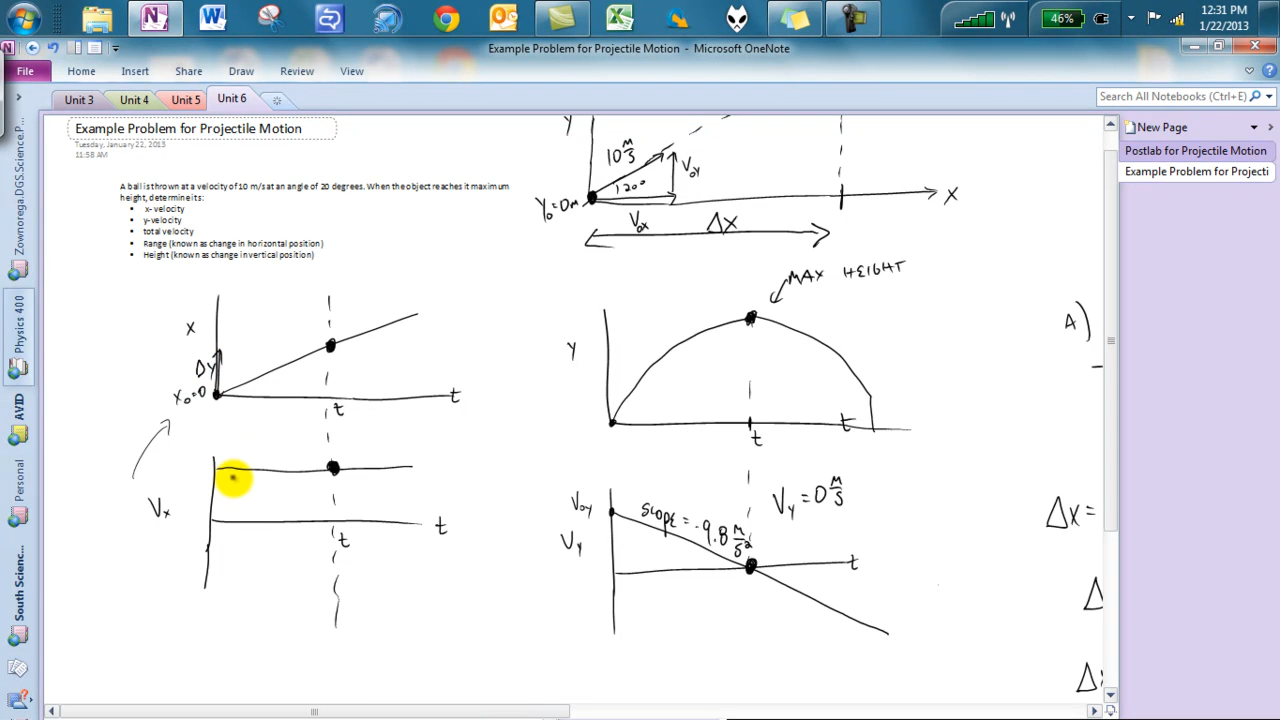 12:31 PM
46%
1/22/2013
Example Problem for Projectile Motion - Microsoft OneNote
File Home Insert Share Draw Review View
Unit 3 Unit 4 Unit 5 Unit 6
Search All Notebooks (Ctrl+E)
New Page
Postlab for Projectile Motion
Example Problem for Projecti
Zownorega.DGS.Science.P...
Physics 400
AVID
Personal
South Scienc...
Example Problem for Projectile Motion
Tuesday, January 22, 2013
11:58 AM
A ball is thrown at a velocity of 10 m/s at an angle of 20 degrees. When the object reaches it maximum
height, determine its:
• x- velocity
• y-velocity
• total velocity
• Range (known as change in horizontal position)
• Height (known as change in vertical position)
Y
10 m/s
20°
V₀y
Y₀=0m
X
V₀x
ΔX
MAX HEIGHT
X
ΔY
X₀=0
t
t
Y
t
t
A)
Vx
t
t
V₀y
SLOPE = -9.8 m/s²
Vy = 0 m/s
Vy
t
Δx =